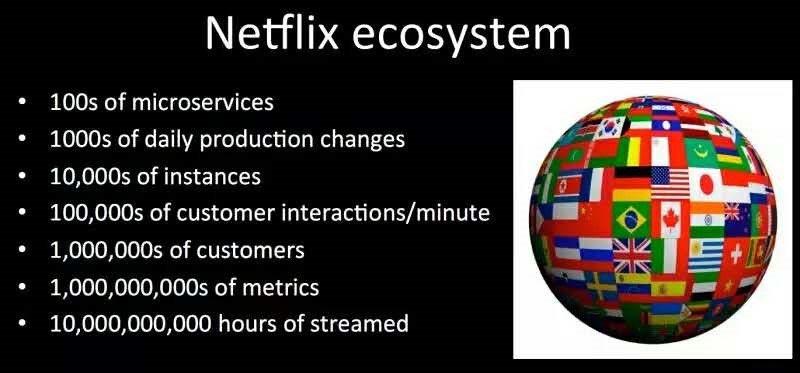 Netflix ecosystem
• 100s of microservices
• 1000s of daily production changes
• 10,000s of instances
• 100,000s of customer interactions/minute
• 1,000,000s of customers
• 1,000,000,000s of metrics
• 10,000,000,000 hours of streamed